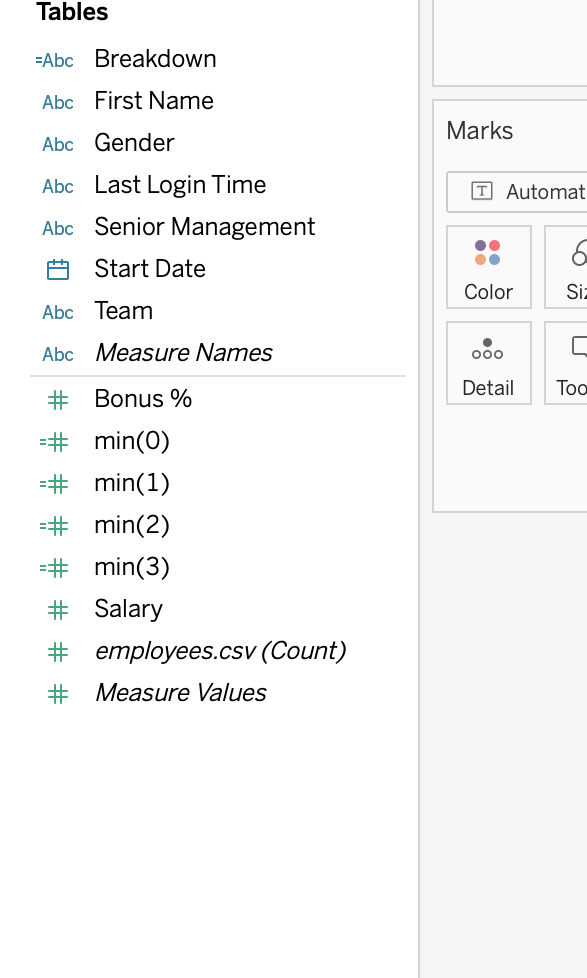 Tables
=Abc Breakdown
Abc First Name
Abc Gender
Abc Last Login Time
Abc Senior Management
Start Date
Abc Team
Abc Measure Names
# Bonus %
=# min(0)
=# min(1)
=# min(2)
=# min(3)
# Salary
# employees.csv (Count)
# Measure Values
Marks
T Automat
Color
Siz
Detail
Too